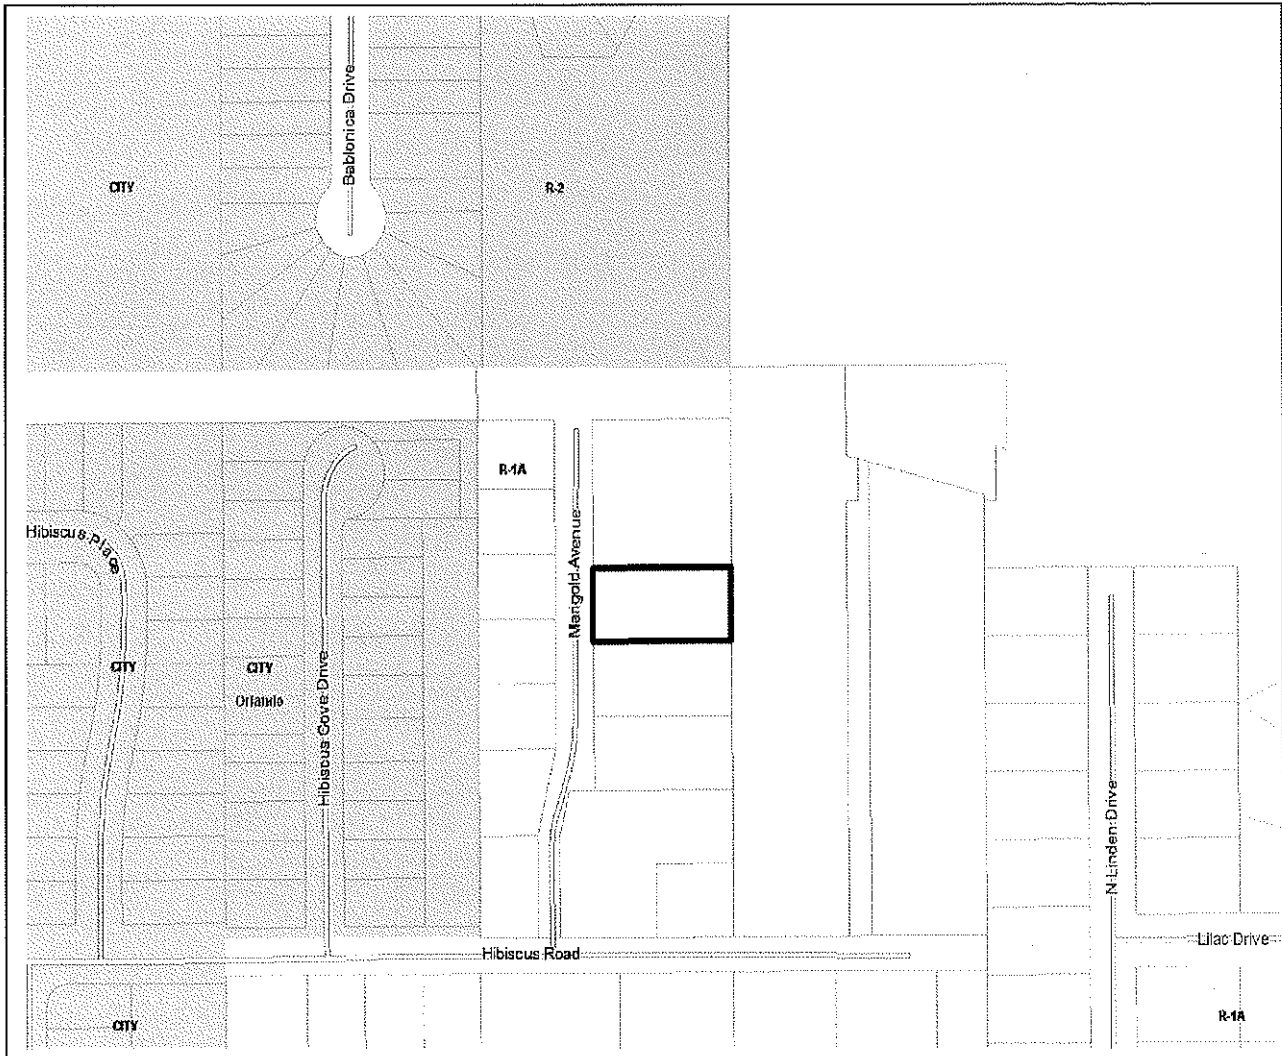 Bablonica Drive
CITY
R-2
R-1A
Hibiscus Place
Marigold Avenue
CITY
CITY
Orlando
Hibiscus Cove Drive
N Linden Drive
Hibiscus Road
Lilac Drive
CITY
R-1A